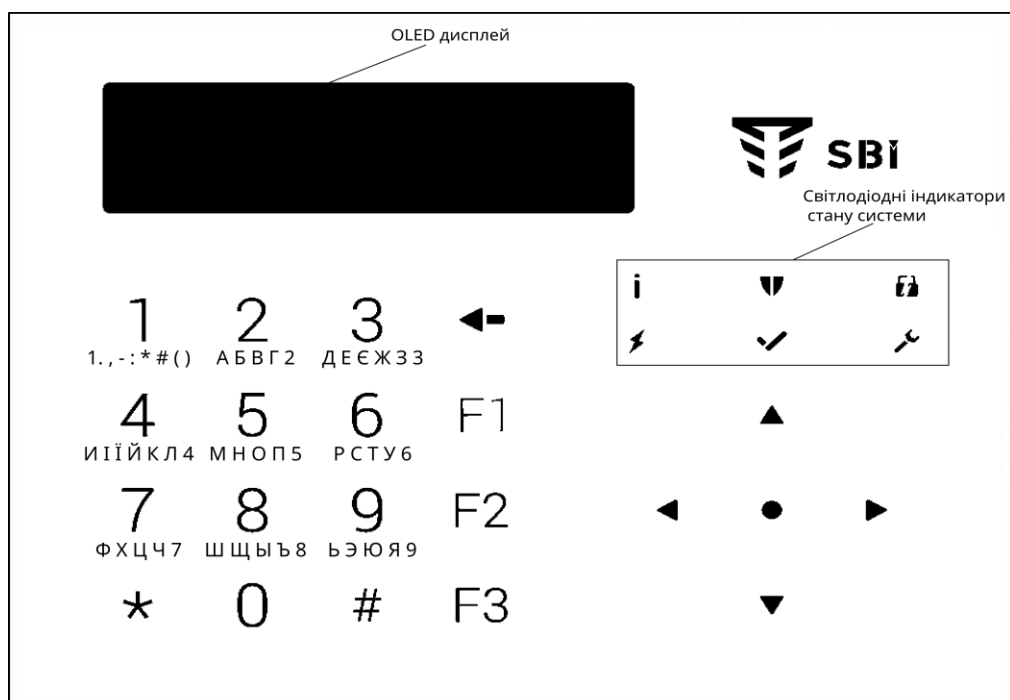 OLED дисплей
SBI
Світлодіодні індикатори
стану системи
i
1 2 3
1.,-:*#() АБВГ2 ДЕЄЖЗ3
4 5 6 F1
ИІЇЙКЛ4 МНОП5 РСТУ6
7 8 9 F2
ФХЦЧ7 ШЩЫЪ8 ЬЭЮЯ9
* 0 # F3